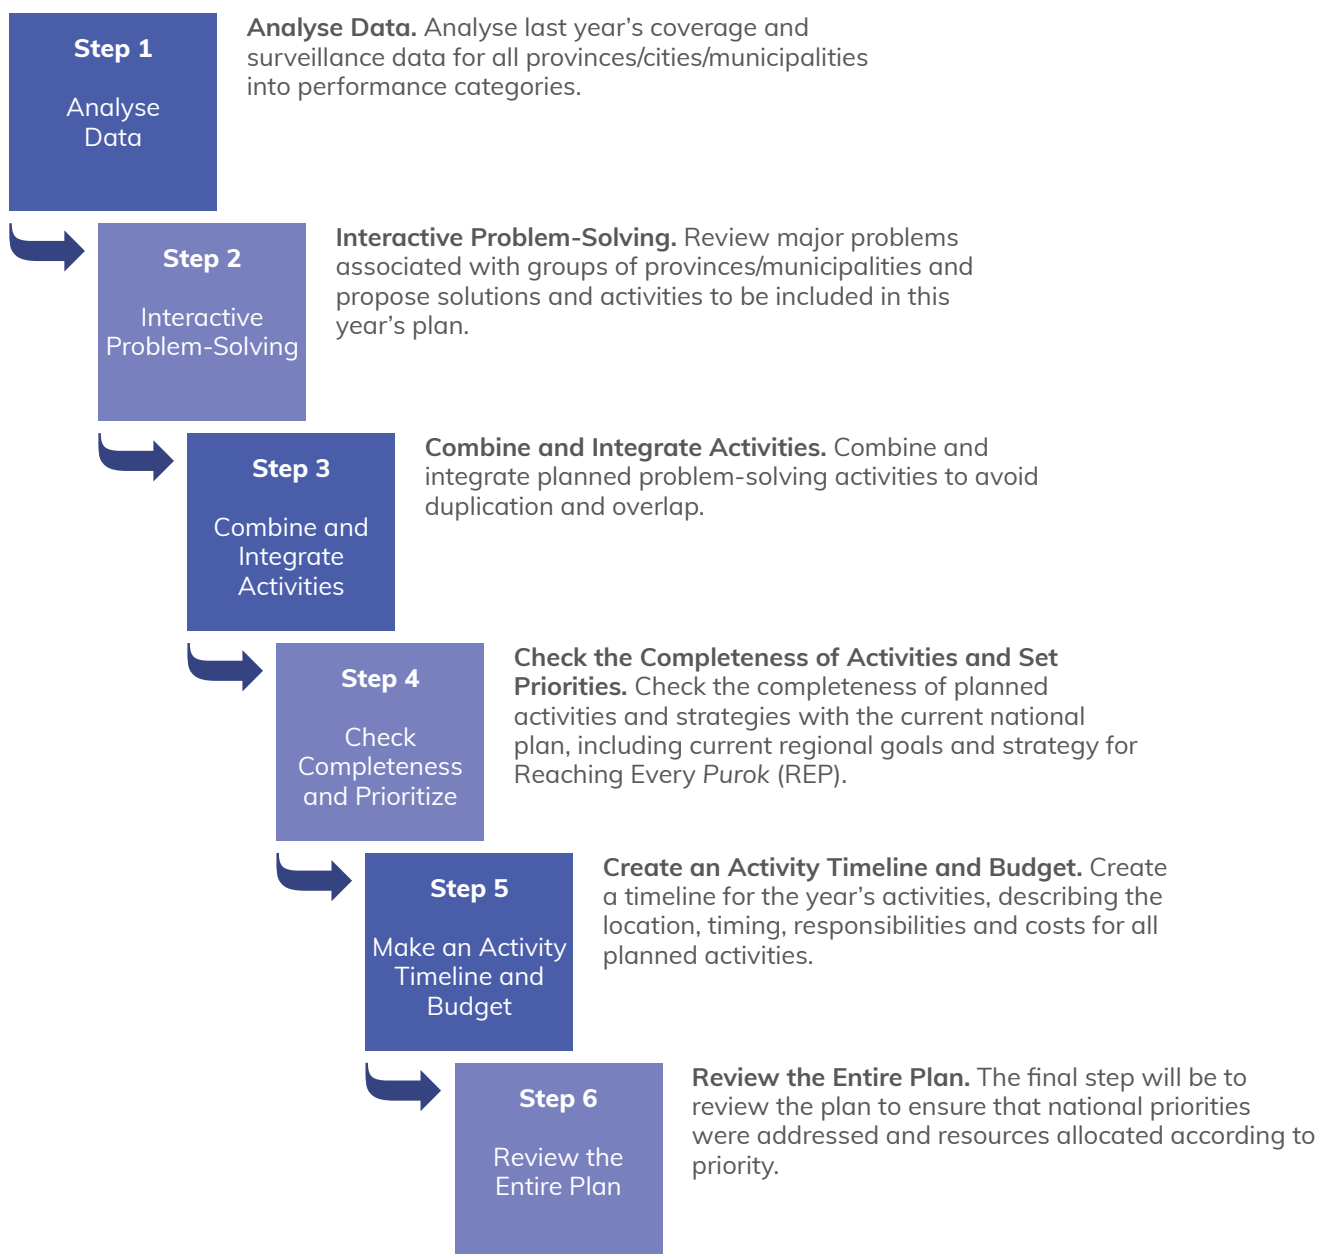 Step 1
Analyse
Data
Analyse Data. Analyse last year’s coverage and
surveillance data for all provinces/cities/municipalities
into performance categories.
Step 2
Interactive
Problem-Solving
Interactive Problem-Solving. Review major problems
associated with groups of provinces/municipalities and
propose solutions and activities to be included in this
year’s plan.
Step 3
Combine and
Integrate
Activities
Combine and Integrate Activities. Combine and
integrate planned problem-solving activities to avoid
duplication and overlap.
Step 4
Check
Completeness
and Prioritize
Check the Completeness of Activities and Set
Priorities. Check the completeness of planned
activities and strategies with the current national
plan, including current regional goals and strategy for
Reaching Every Purok (REP).
Step 5
Make an Activity
Timeline and
Budget
Create an Activity Timeline and Budget. Create
a timeline for the year’s activities, describing the
location, timing, responsibilities and costs for all
planned activities.
Step 6
Review the
Entire Plan
Review the Entire Plan. The final step will be to
review the plan to ensure that national priorities
were addressed and resources allocated according to
priority.